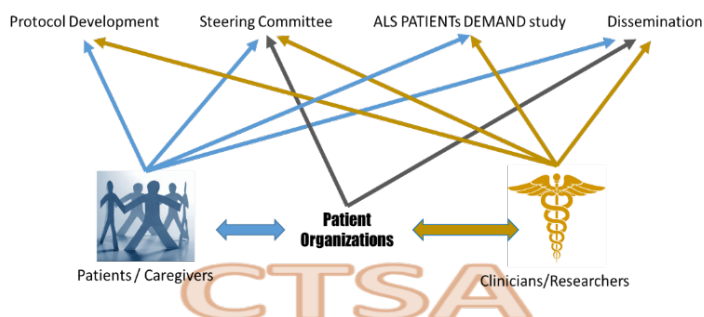 Protocol Development
Steering Committee
ALS PATIENTs DEMAND study
Dissemination
Patient
Organizations
Patients / Caregivers
Clinicians/Researchers
CTSA